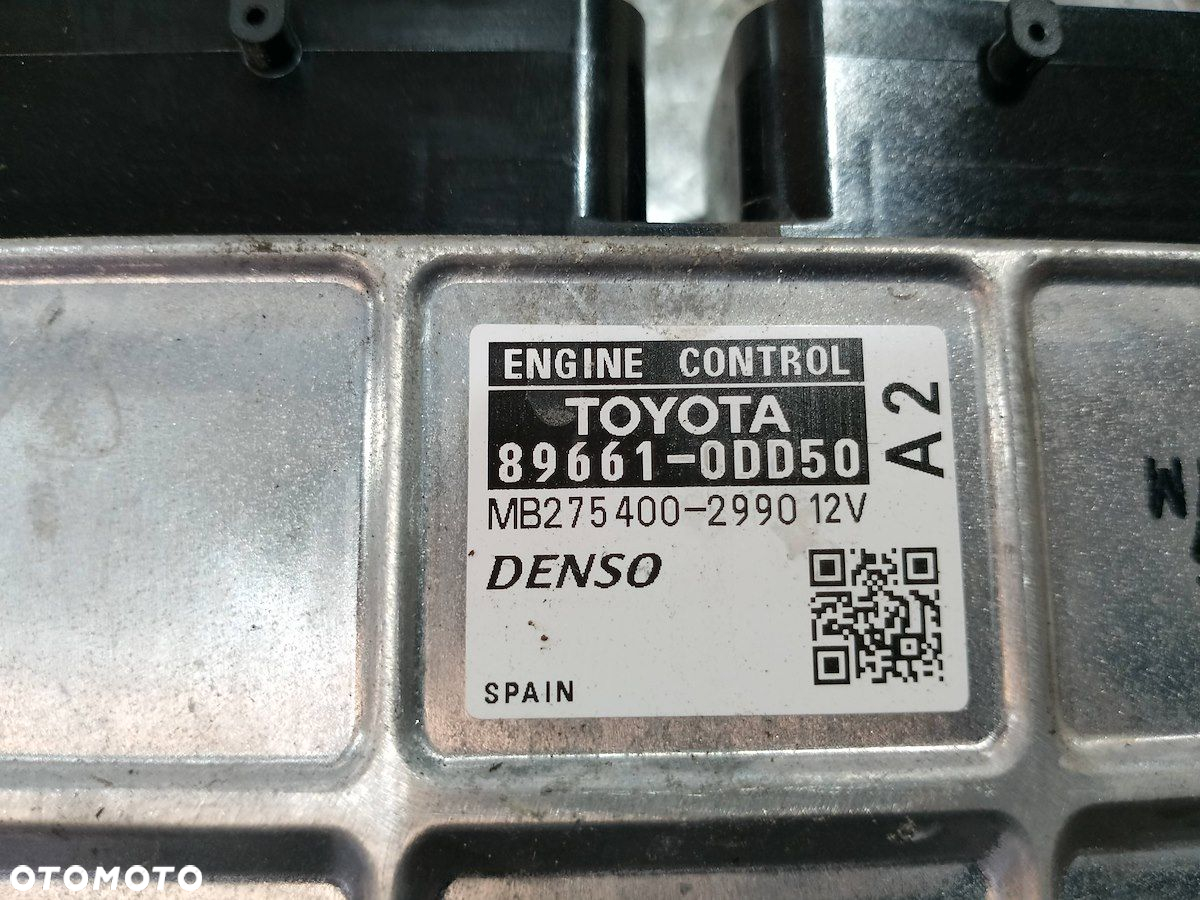 ENGINE CONTROL
TOYOTA
89661-0DD50
A2
MB275400-2990 12V
DENSO
SPAIN
OTOMOTO